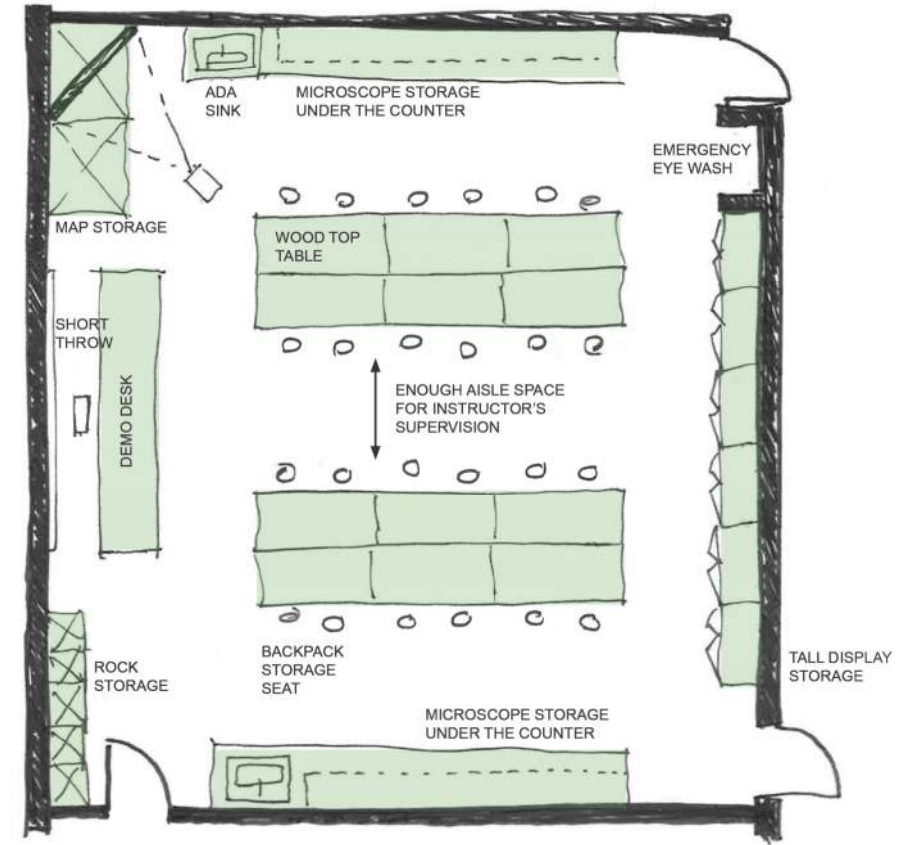 ADA
SINK
MICROSCOPE STORAGE
UNDER THE COUNTER
EMERGENCY
EYE WASH
MAP STORAGE
WOOD TOP
TABLE
SHORT
THROW
DEMO DESK
ENOUGH AISLE SPACE
FOR INSTRUCTOR'S
SUPERVISION
ROCK
STORAGE
BACKPACK
STORAGE
SEAT
TALL DISPLAY
STORAGE
MICROSCOPE STORAGE
UNDER THE COUNTER